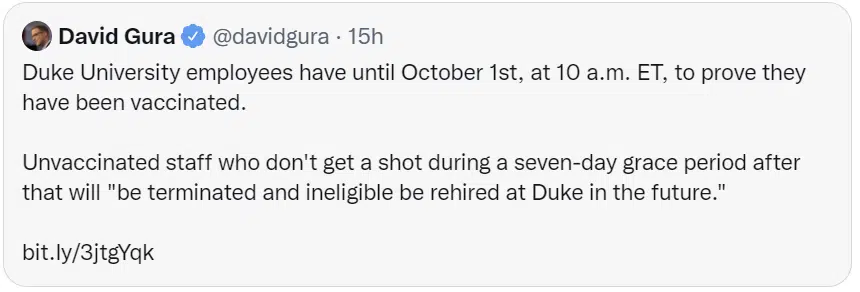 David Gura @davidgura · 15h
Duke University employees have until October 1st, at 10 a.m. ET, to prove they
have been vaccinated.
Unvaccinated staff who don't get a shot during a seven-day grace period after
that will "be terminated and ineligible be rehired at Duke in the future."
bit.ly/3jtgYqk